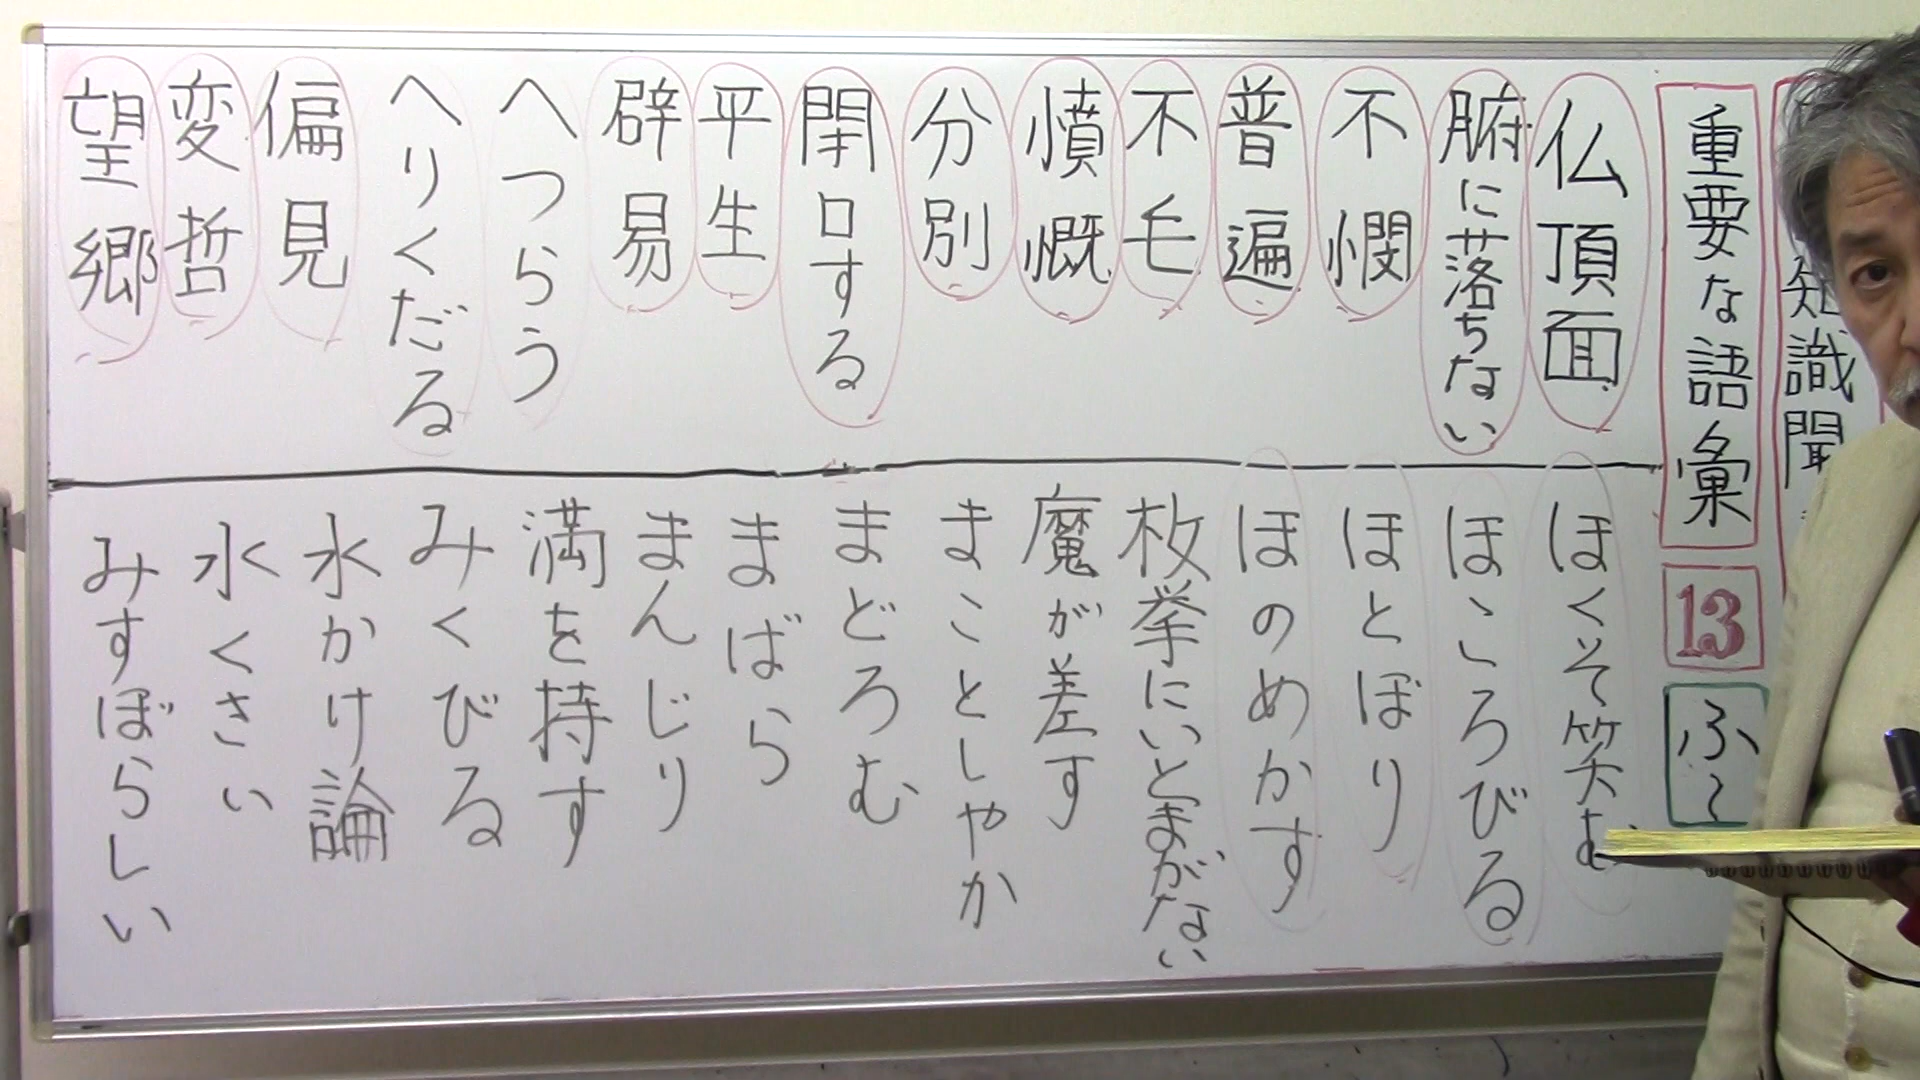 知識聞
重要な語彙
13
ふ～
仏頂面
腑に落ちない
不憫
普遍
不毛
憤慨
分別
閉口する
平生
辟易
へつらう
へりくだる
偏見
変哲
望郷
ほくそ笑む
ほころびる
ほとぼり
ほのめかす
枚挙にいとまがない
魔が差す
まことしやか
まどろむ
まばら
まんじり
満を持す
みくびる
水かけ論
水くさい
みすぼらしい